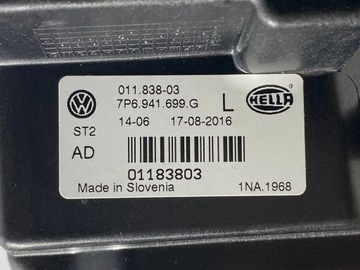 011.838-03
7P6.941.699.G L HELLA
14-06 17-08-2016
ST2
AD
01183803
Made in Slovenia 1NA.1968